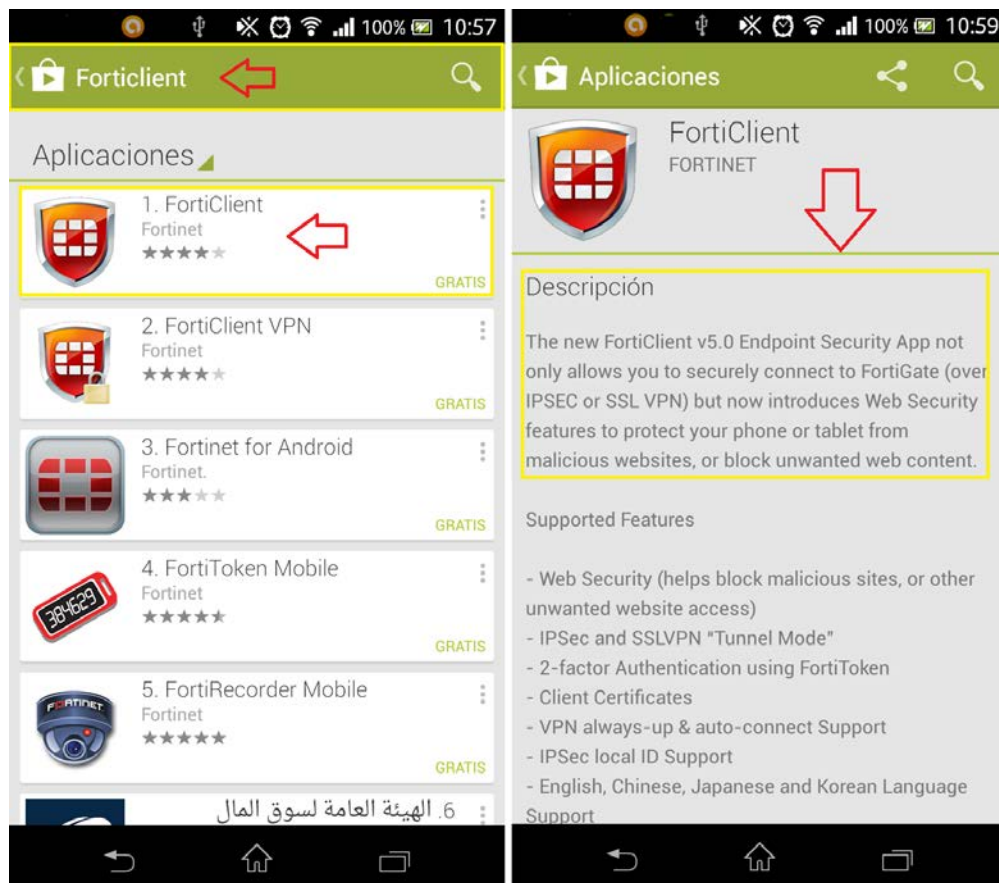 100% 10:57
Forticlient
Aplicaciones
1. FortiClient
Fortinet
GRATIS
2. FortiClient VPN
Fortinet
GRATIS
3. Fortinet for Android
Fortinet.
GRATIS
384629
4. FortiToken Mobile
Fortinet
GRATIS
FORTINET
5. FortiRecorder Mobile
Fortinet
GRATIS
6. الهيئة العامة لسوق المال
100% 10:59
Aplicaciones
FortiClient
FORTINET
Descripción
The new FortiClient v5.0 Endpoint Security App not
only allows you to securely connect to FortiGate (over
IPSEC or SSL VPN) but now introduces Web Security
features to protect your phone or tablet from
malicious websites, or block unwanted web content.
Supported Features
- Web Security (helps block malicious sites, or other
unwanted website access)
- IPSec and SSLVPN “Tunnel Mode”
- 2-factor Authentication using FortiToken
- Client Certificates
- VPN always-up & auto-connect Support
- IPSec local ID Support
- English, Chinese, Japanese and Korean Language
Support